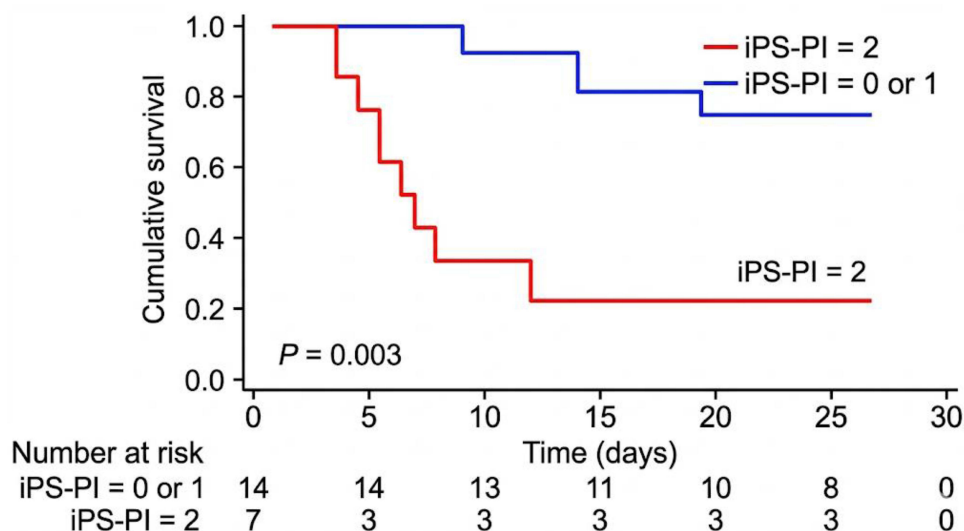 1.0
iPS-PI = 2
iPS-PI = 0 or 1
0.8
0.6
0.4
0.2
0.0
Cumulative survival
iPS-PI = 2
P = 0.003
0 5 10 15 20 25 30
Number at risk Time (days)
iPS-PI = 0 or 1 14 14 13 11 10 8 0
iPS-PI = 2 7 3 3 3 3 3 0